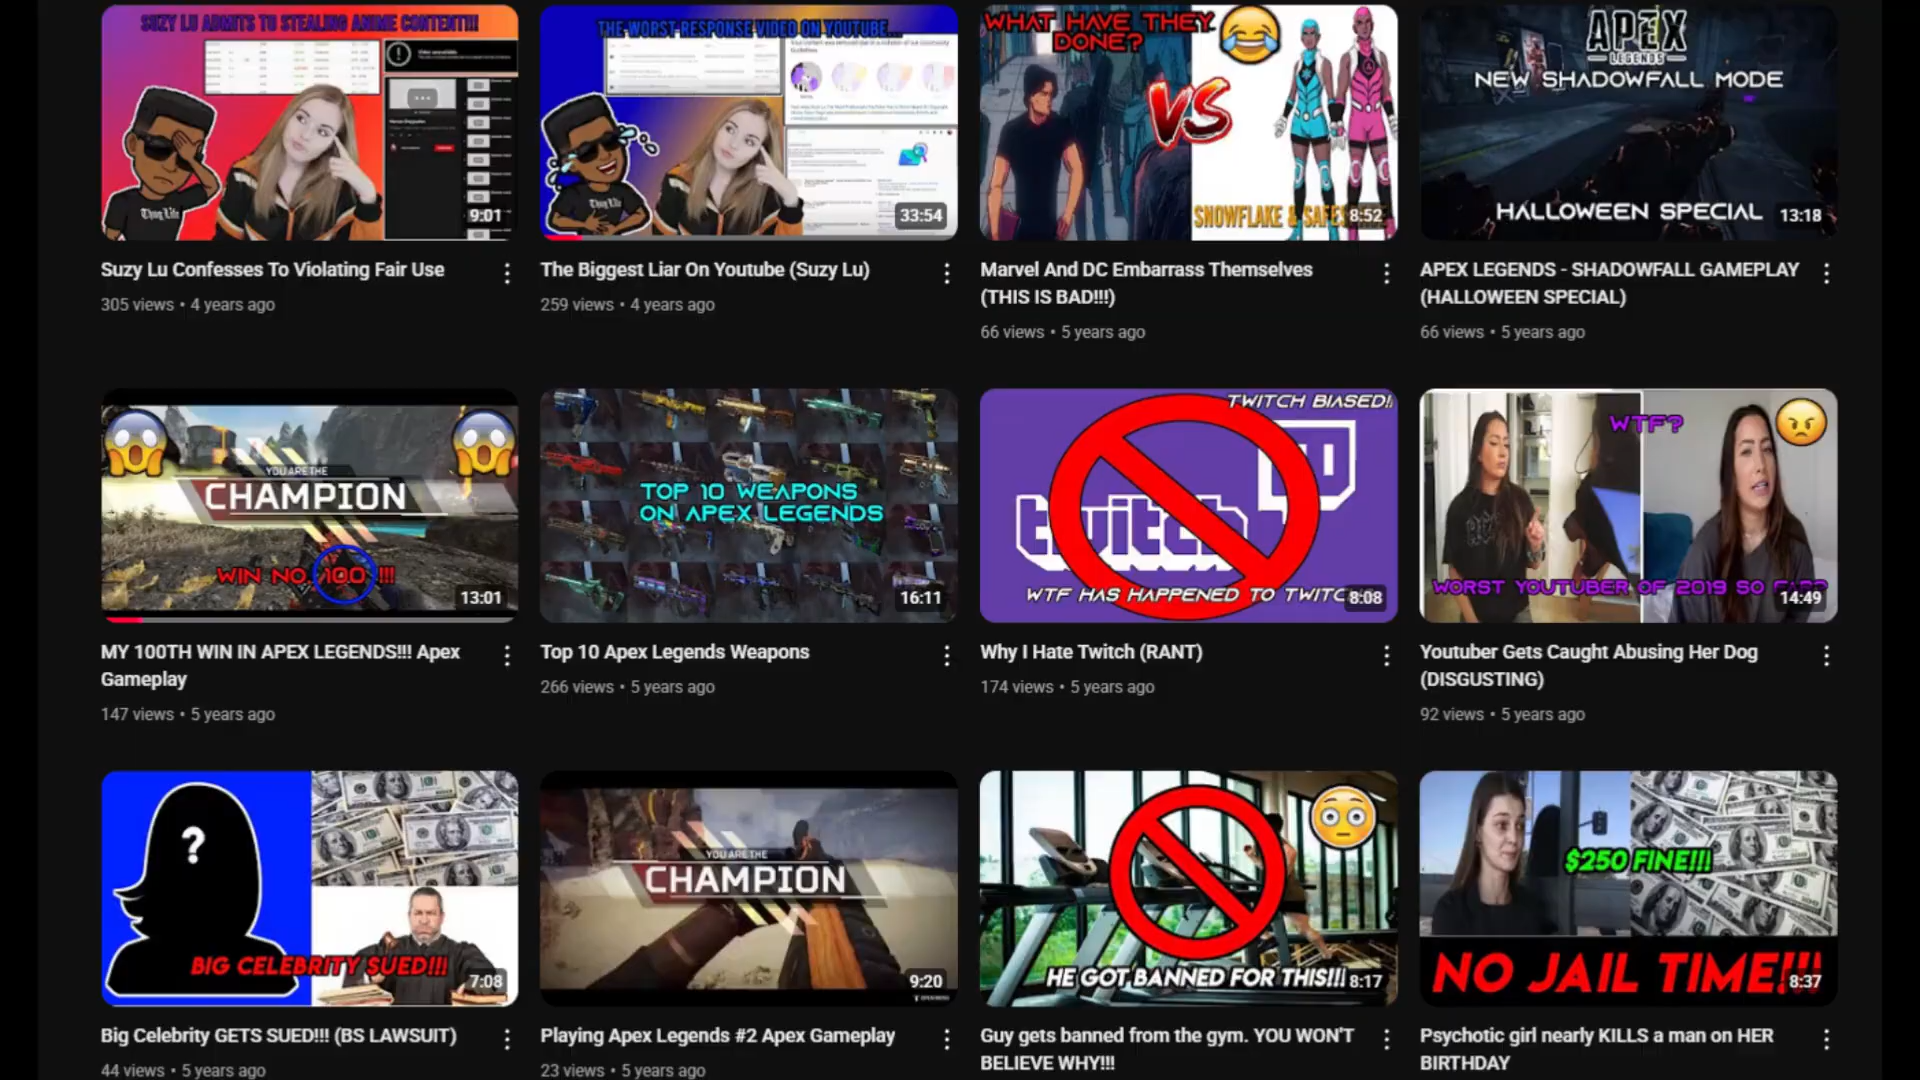 SUZY LU ADMITS TO STEALING ANIME CONTENT!!!
Thug Life
9:01
Suzy Lu Confesses To Violating Fair Use
305 views • 4 years ago
THE WORST RESPONSE VIDEO ON YOUTUBE...
33:54
The Biggest Liar On Youtube (Suzy Lu)
259 views • 4 years ago
WHAT HAVE THEY
DONE?
VS
SNOWFLAKE &
8:52
Marvel And DC Embarrass Themselves
(THIS IS BAD!!!)
66 views • 5 years ago
APEX
LEGENDS
NEW SHADOWFALL MODE
HALLOWEEN SPECIAL
13:18
APEX LEGENDS - SHADOWFALL GAMEPLAY
(HALLOWEEN SPECIAL)
66 views • 5 years ago
YOU ARE THE
CHAMPION
WIN NO 100 !!!
13:01
MY 100TH WIN IN APEX LEGENDS!!! Apex
Gameplay
147 views • 5 years ago
TOP 10 WEAPONS
ON APEX LEGENDS
16:11
Top 10 Apex Legends Weapons
266 views • 5 years ago
TWITCH BIASED!!
twitch
WTF HAS HAPPENED TO
8:08
Why I Hate Twitch (RANT)
174 views • 5 years ago
WTF?
WORST YOUTUBER OF 2019 SO
14:49
Youtuber Gets Caught Abusing Her Dog
(DISGUSTING)
92 views • 5 years ago
?
BIG CELEBRITY SUED!!!
7:08
Big Celebrity GETS SUED!!! (BS LAWSUIT)
44 views • 5 years ago
YOU ARE THE
CHAMPION
9:20
Playing Apex Legends #2 Apex Gameplay
23 views • 5 years ago
HE GOT BANNED FOR THIS!!!
8:17
Guy gets banned from the gym. YOU WON'T
BELIEVE WHY!!!
$250 FINE!!!
NO JAIL TIME!!!
8:37
Psychotic girl nearly KILLS a man on HER
BIRTHDAY